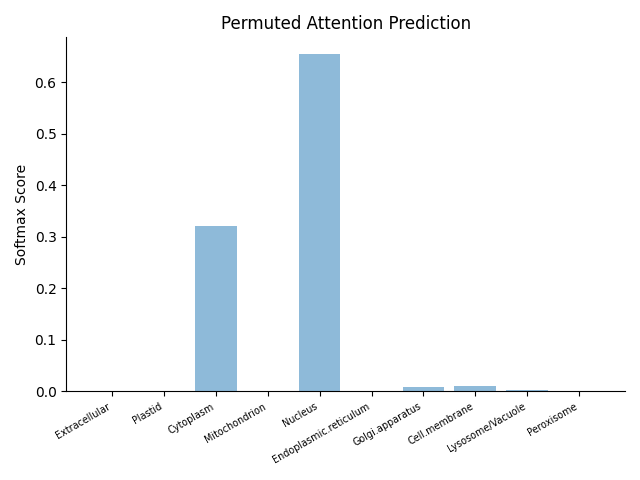 Permuted Attention Prediction
Softmax Score
0.6
0.5
0.4
0.3
0.2
0.1
0.0
Extracellular
Plastid
Cytoplasm
Mitochondrion
Nucleus
Endoplasmic.reticulum
Golgi.apparatus
Cell.membrane
Lysosome/Vacuole
Peroxisome